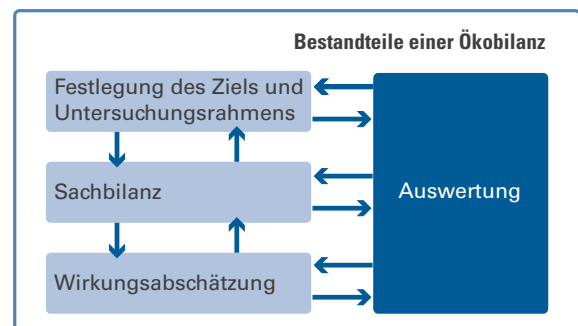 Bestandteile einer Ökobilanz
Festlegung des Ziels und
Untersuchungsrahmens
Sachbilanz
Auswertung
Wirkungsabschätzung